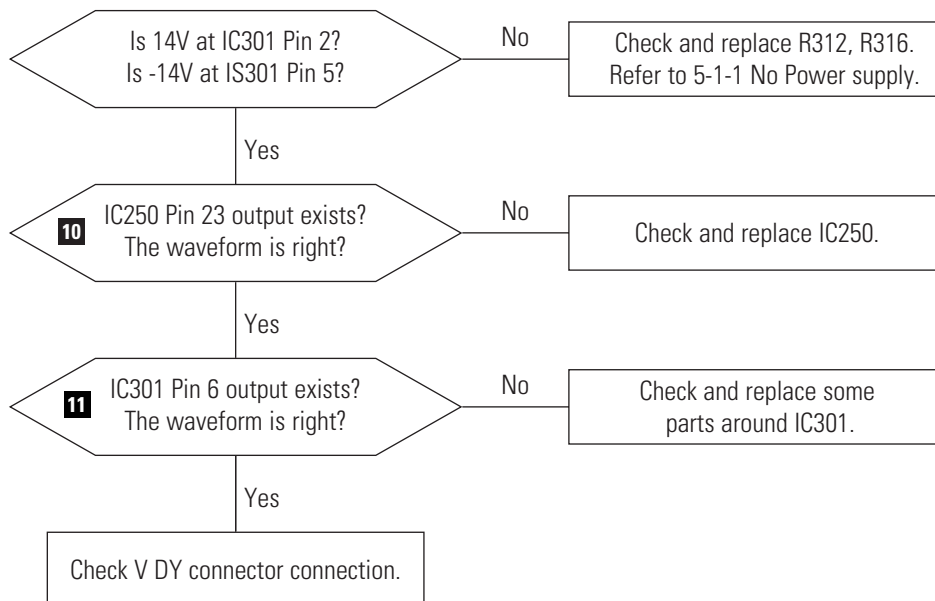 Is 14V at IC301 Pin 2?
Is -14V at IS301 Pin 5?
No
Check and replace R312, R316.
Refer to 5-1-1 No Power supply.
Yes
10
IC250 Pin 23 output exists?
The waveform is right?
No
Check and replace IC250.
Yes
11
IC301 Pin 6 output exists?
The waveform is right?
No
Check and replace some
parts around IC301.
Yes
Check V DY connector connection.